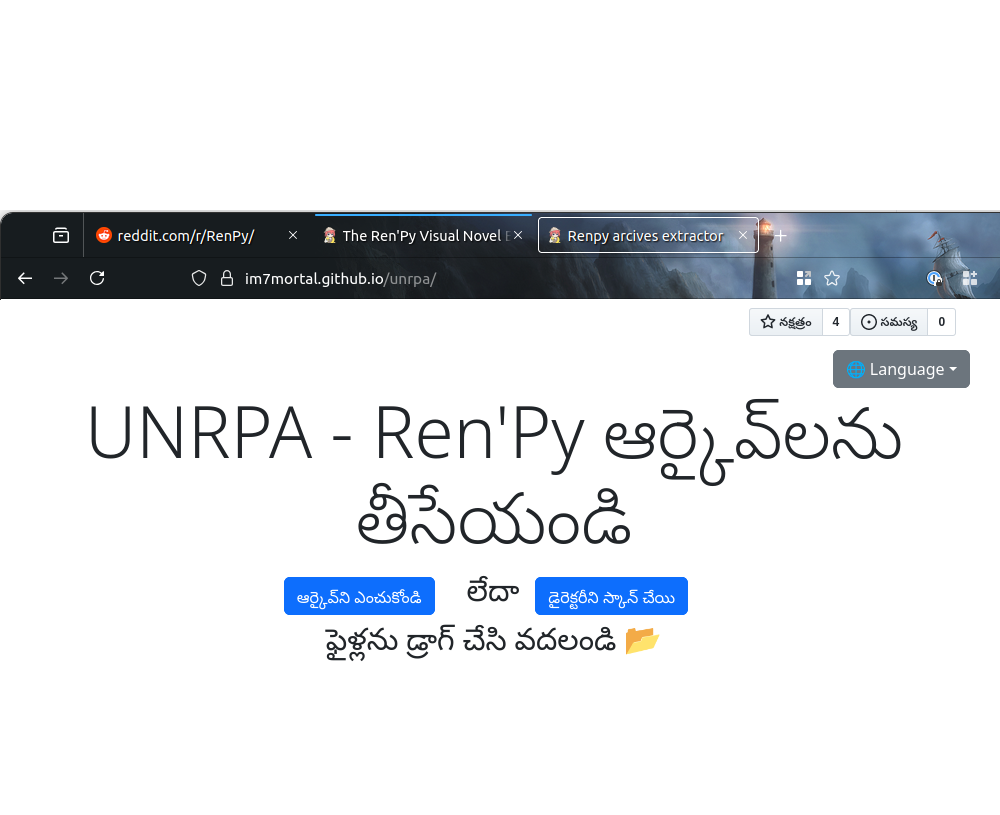 reddit.com/r/RenPy/
The Ren'Py Visual Novel E
Renpy arcives extractor
im7mortal.github.io/unrpa/
నక్షత్రం 4 సమస్య 0
🌐 Language
UNRPA - Ren'Py ఆర్కైవ్‌లను
తీసేయండి
ఆర్కైవ్‌ని ఎంచుకోండి లేదా డైరెక్టరీని స్కాన్ చేయి
ఫైళ్లను డ్రాగ్ చేసి వదలండి 📂